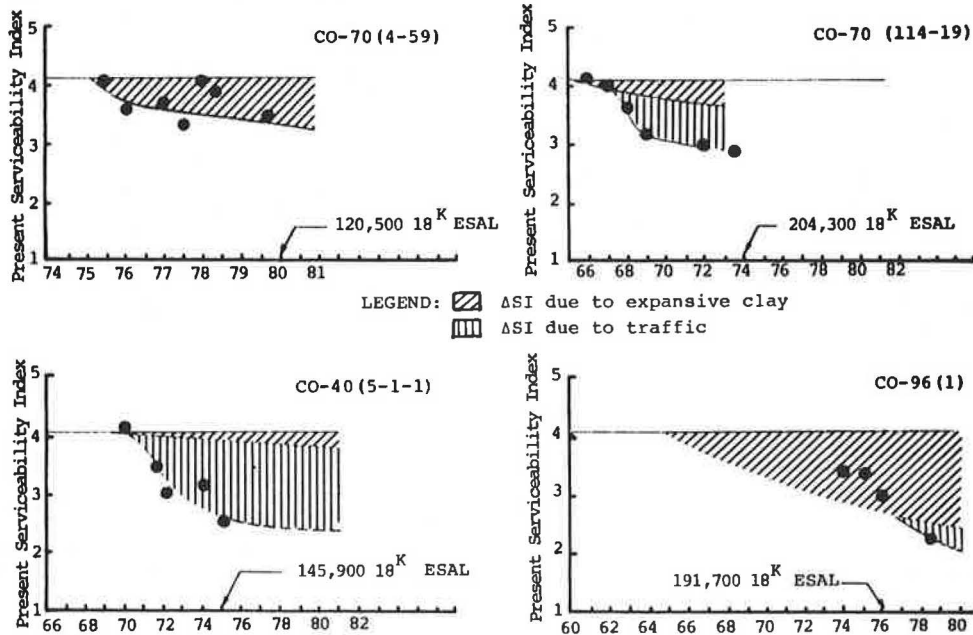 CO-70 (4-59)
Present Serviceability Index
5
4
3
2
1
120,500 18K ESAL
74 75 76 77 78 79 80 81
CO-70 (114-19)
Present Serviceability Index
5
4
3
2
1
204,300 18K ESAL
66 68 70 72 74 76 78 80 82
LEGEND: ΔSI due to expansive clay
ΔSI due to traffic
CO-40 (5-1-1)
Present Serviceability Index
5
4
3
2
1
145,900 18K ESAL
66 68 70 72 74 76 78 80 82
CO-96 (1)
Present Serviceability Index
5
4
3
2
1
191,700 18K ESAL
60 62 64 66 68 70 72 74 76 78 80